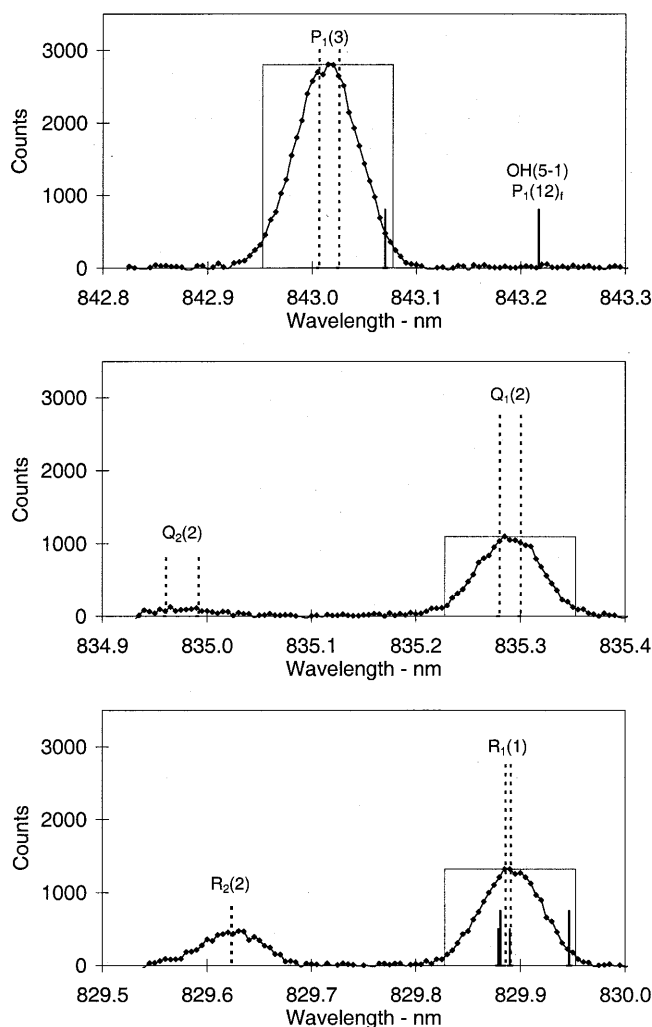 P₁(3)
3000
2000
Counts
1000
0
OH(5-1)
P₁(12)f
842.8 842.9 843.0 843.1 843.2 843.3
Wavelength - nm
3000
2000
Counts
1000
0
Q₁(2)
Q₂(2)
834.9 835.0 835.1 835.2 835.3 835.4
Wavelength - nm
3000
2000
Counts
1000
0
R₁(1)
R₂(2)
829.5 829.6 829.7 829.8 829.9 830.0
Wavelength - nm